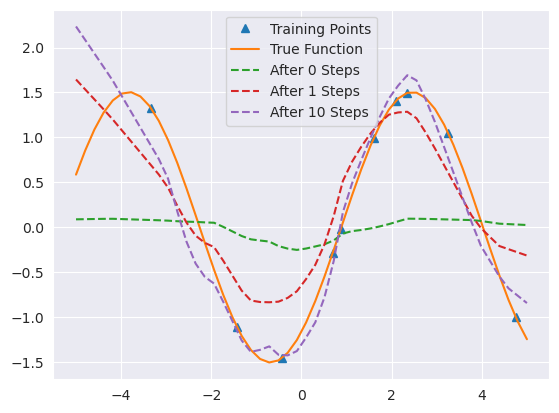 Training Points
True Function
After 0 Steps
After 1 Steps
After 10 Steps
2.0
1.5
1.0
0.5
0.0
−0.5
−1.0
−1.5
−4 −2 0 2 4